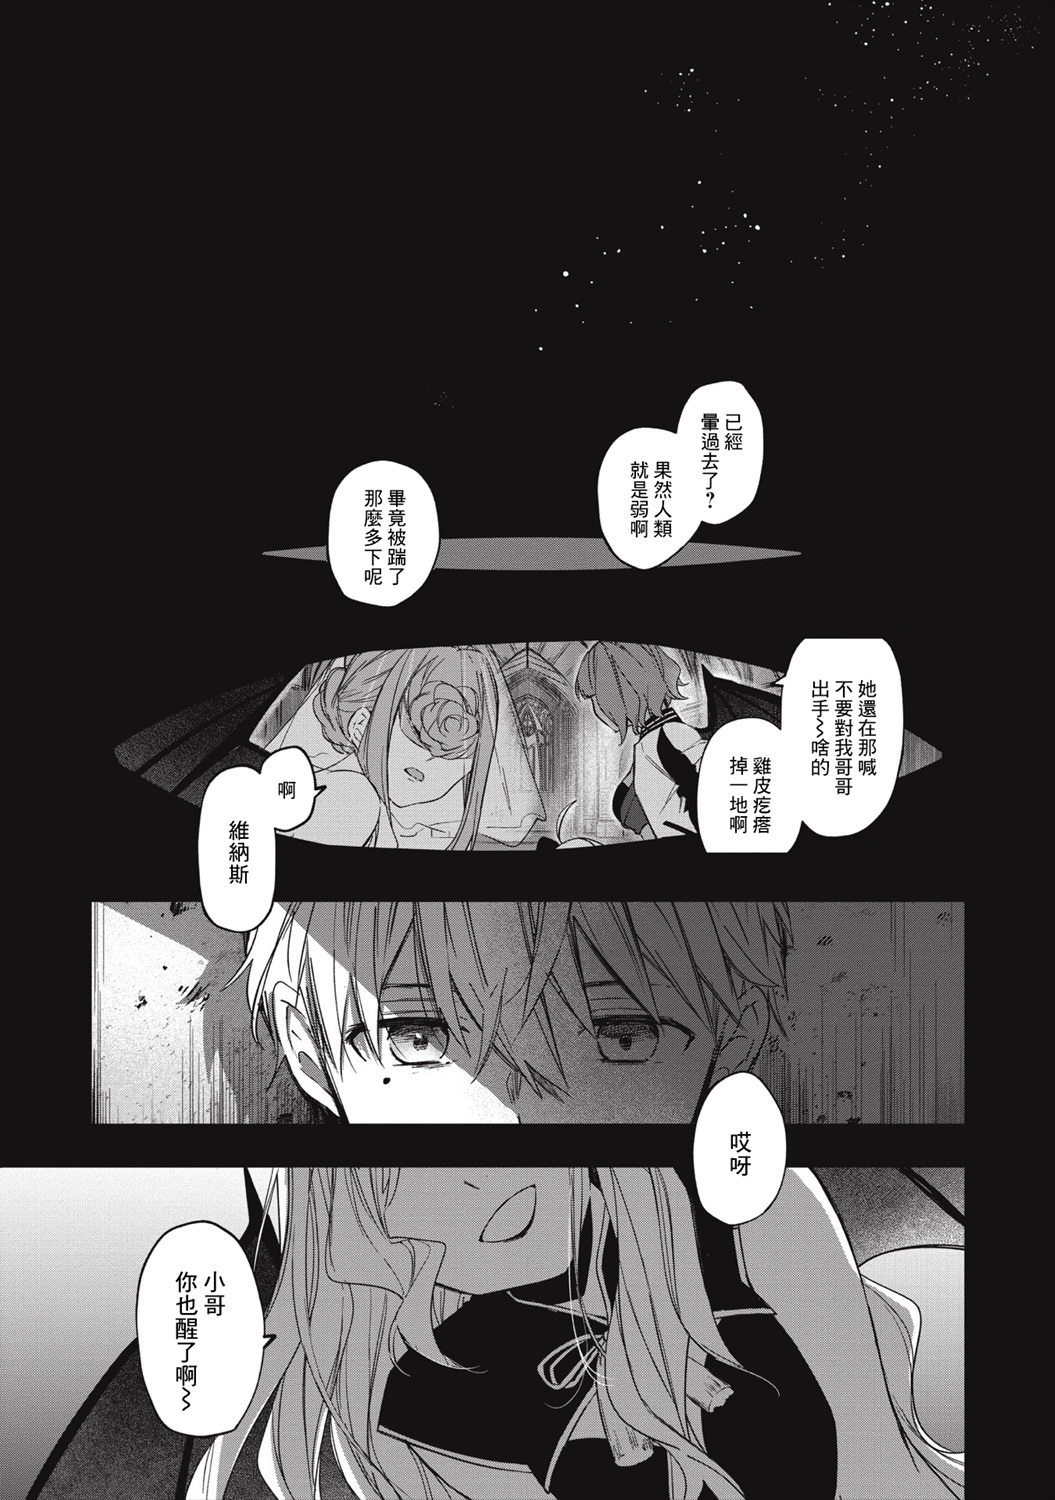 已經
暈過去了?
果然人類
就是弱啊
畢竟被踹了
那麼多下呢
她還在那喊
不要對我哥哥
出手～啥的
雞皮疙瘩
掉一地啊
啊
維納斯
哎呀
小哥
你也醒了啊～